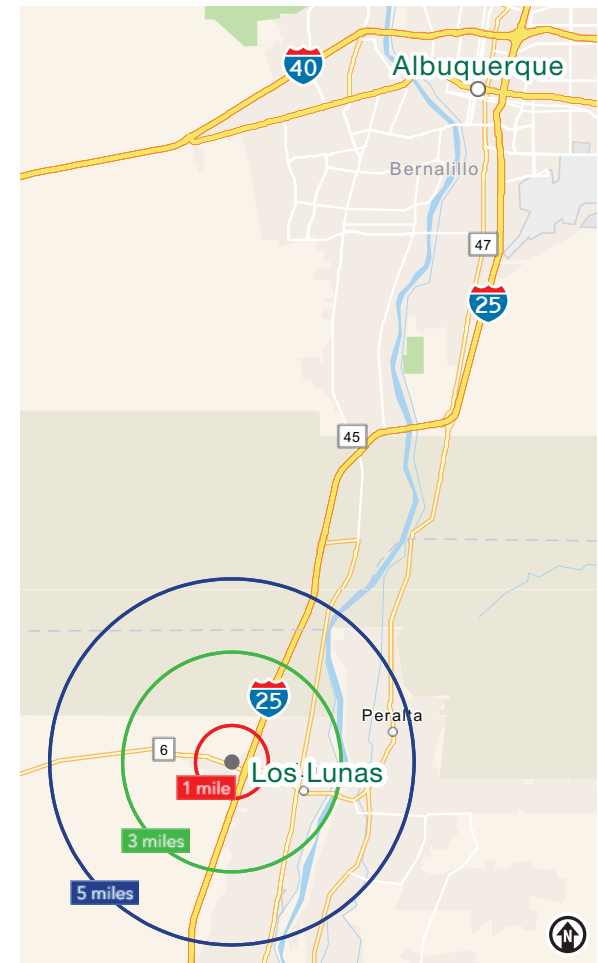 40
Albuquerque
Bernalillo
47
25
45
25
Peralta
6
Los Lunas
1 mile
3 miles
5 miles
N